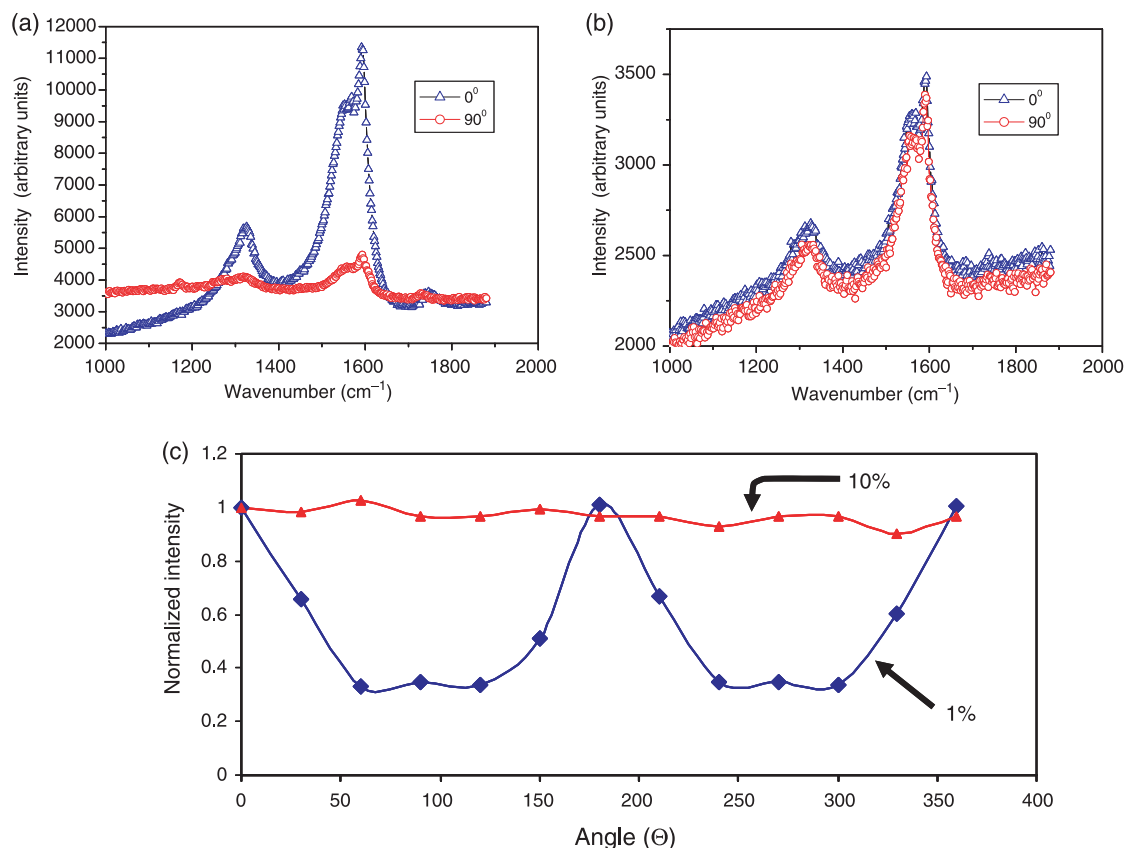 (a)
12000
11000
10000
9000
8000
7000
6000
5000
4000
3000
2000
Intensity (arbitrary units)
0⁰
90⁰
1000 1200 1400 1600 1800 2000
Wavenumber (cm⁻¹)
(b)
3500
3000
2500
2000
Intensity (arbitrary units)
0⁰
90⁰
1000 1200 1400 1600 1800 2000
Wavenumber (cm⁻¹)
(c)
1.2
1
0.8
0.6
0.4
0.2
0
Normalized intensity
10%
1%
0 50 100 150 200 250 300 350 400
Angle (Θ)